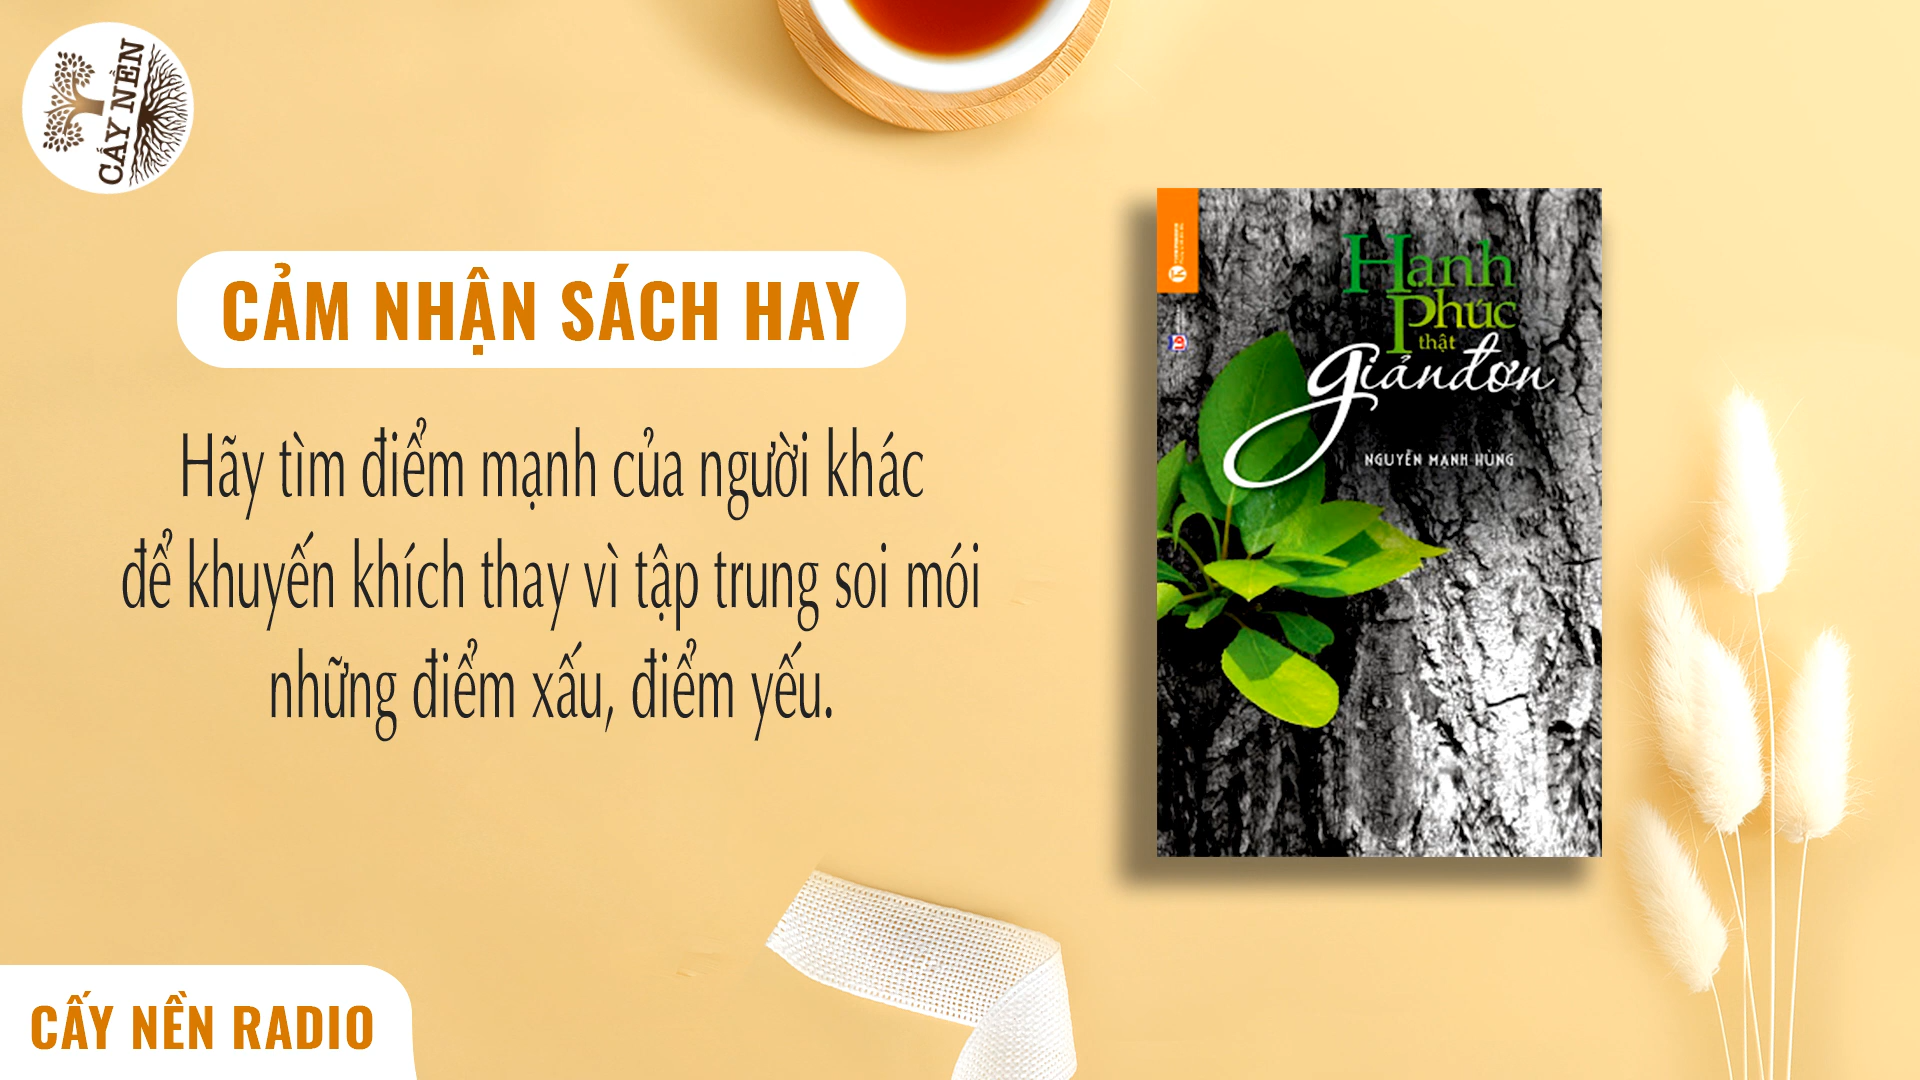 CẤY NỀN
CẢM NHẬN SÁCH HAY
Hãy tìm điểm mạnh của người khác
để khuyến khích thay vì tập trung soi mói
những điểm xấu, điểm yếu.
Hạnh
Phúc
thật
giản đơn
NGUYỄN MẠNH HÙNG
CẤY NỀN RADIO